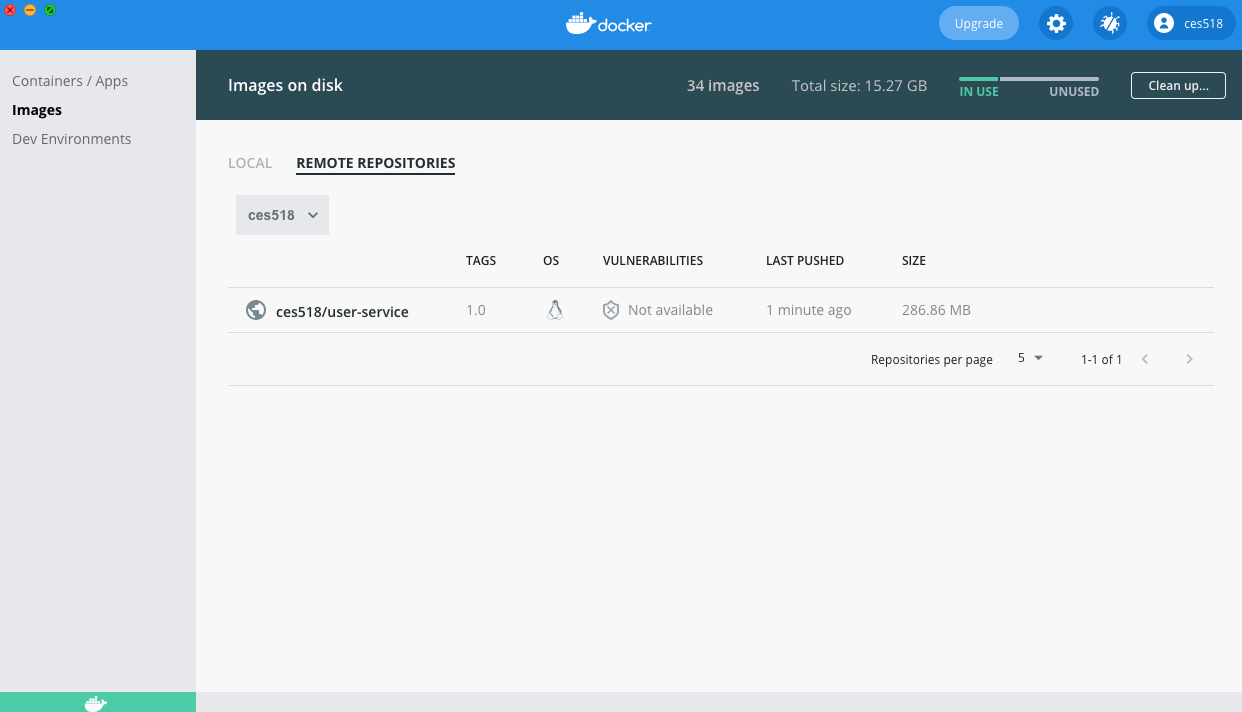 docker
Upgrade
ces518
Containers / Apps
Images
Dev Environments
Images on disk
34 images
Total size: 15.27 GB
IN USE
UNUSED
Clean up...
LOCAL
REMOTE REPOSITORIES
ces518
TAGS OS VULNERABILITIES LAST PUSHED SIZE
ces518/user-service 1.0 Not available 1 minute ago 286.86 MB
Repositories per page 5 1-1 of 1